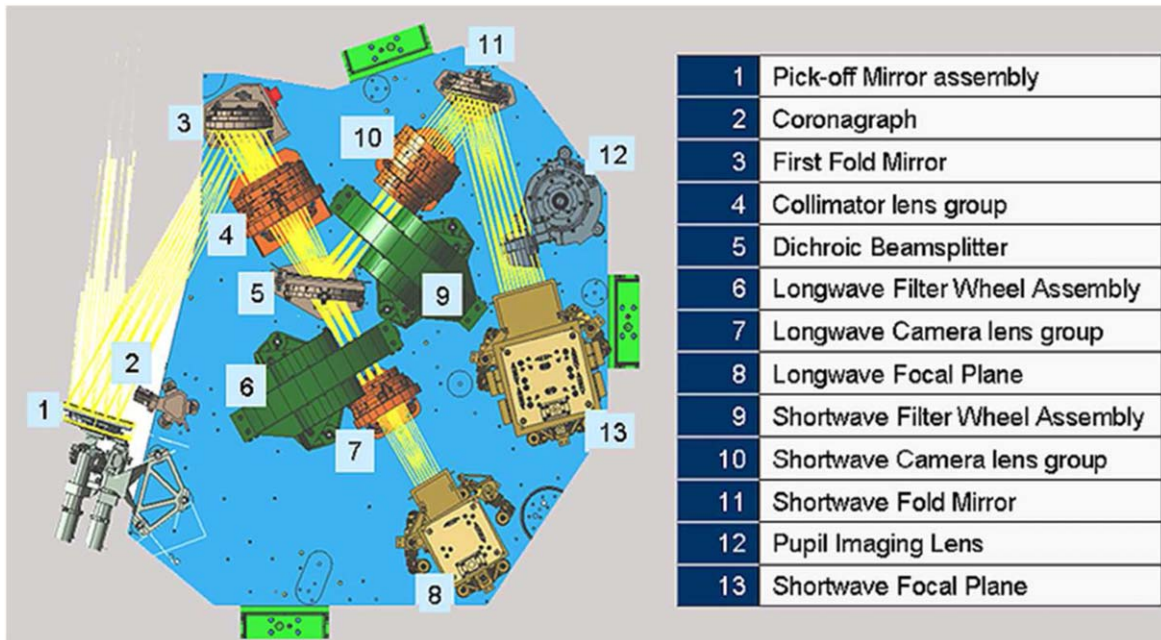 11
3
10
12
4
5
9
2
1
6
7
13
8
1 Pick-off Mirror assembly
2 Coronagraph
3 First Fold Mirror
4 Collimator lens group
5 Dichroic Beamsplitter
6 Longwave Filter Wheel Assembly
7 Longwave Camera lens group
8 Longwave Focal Plane
9 Shortwave Filter Wheel Assembly
10 Shortwave Camera lens group
11 Shortwave Fold Mirror
12 Pupil Imaging Lens
13 Shortwave Focal Plane